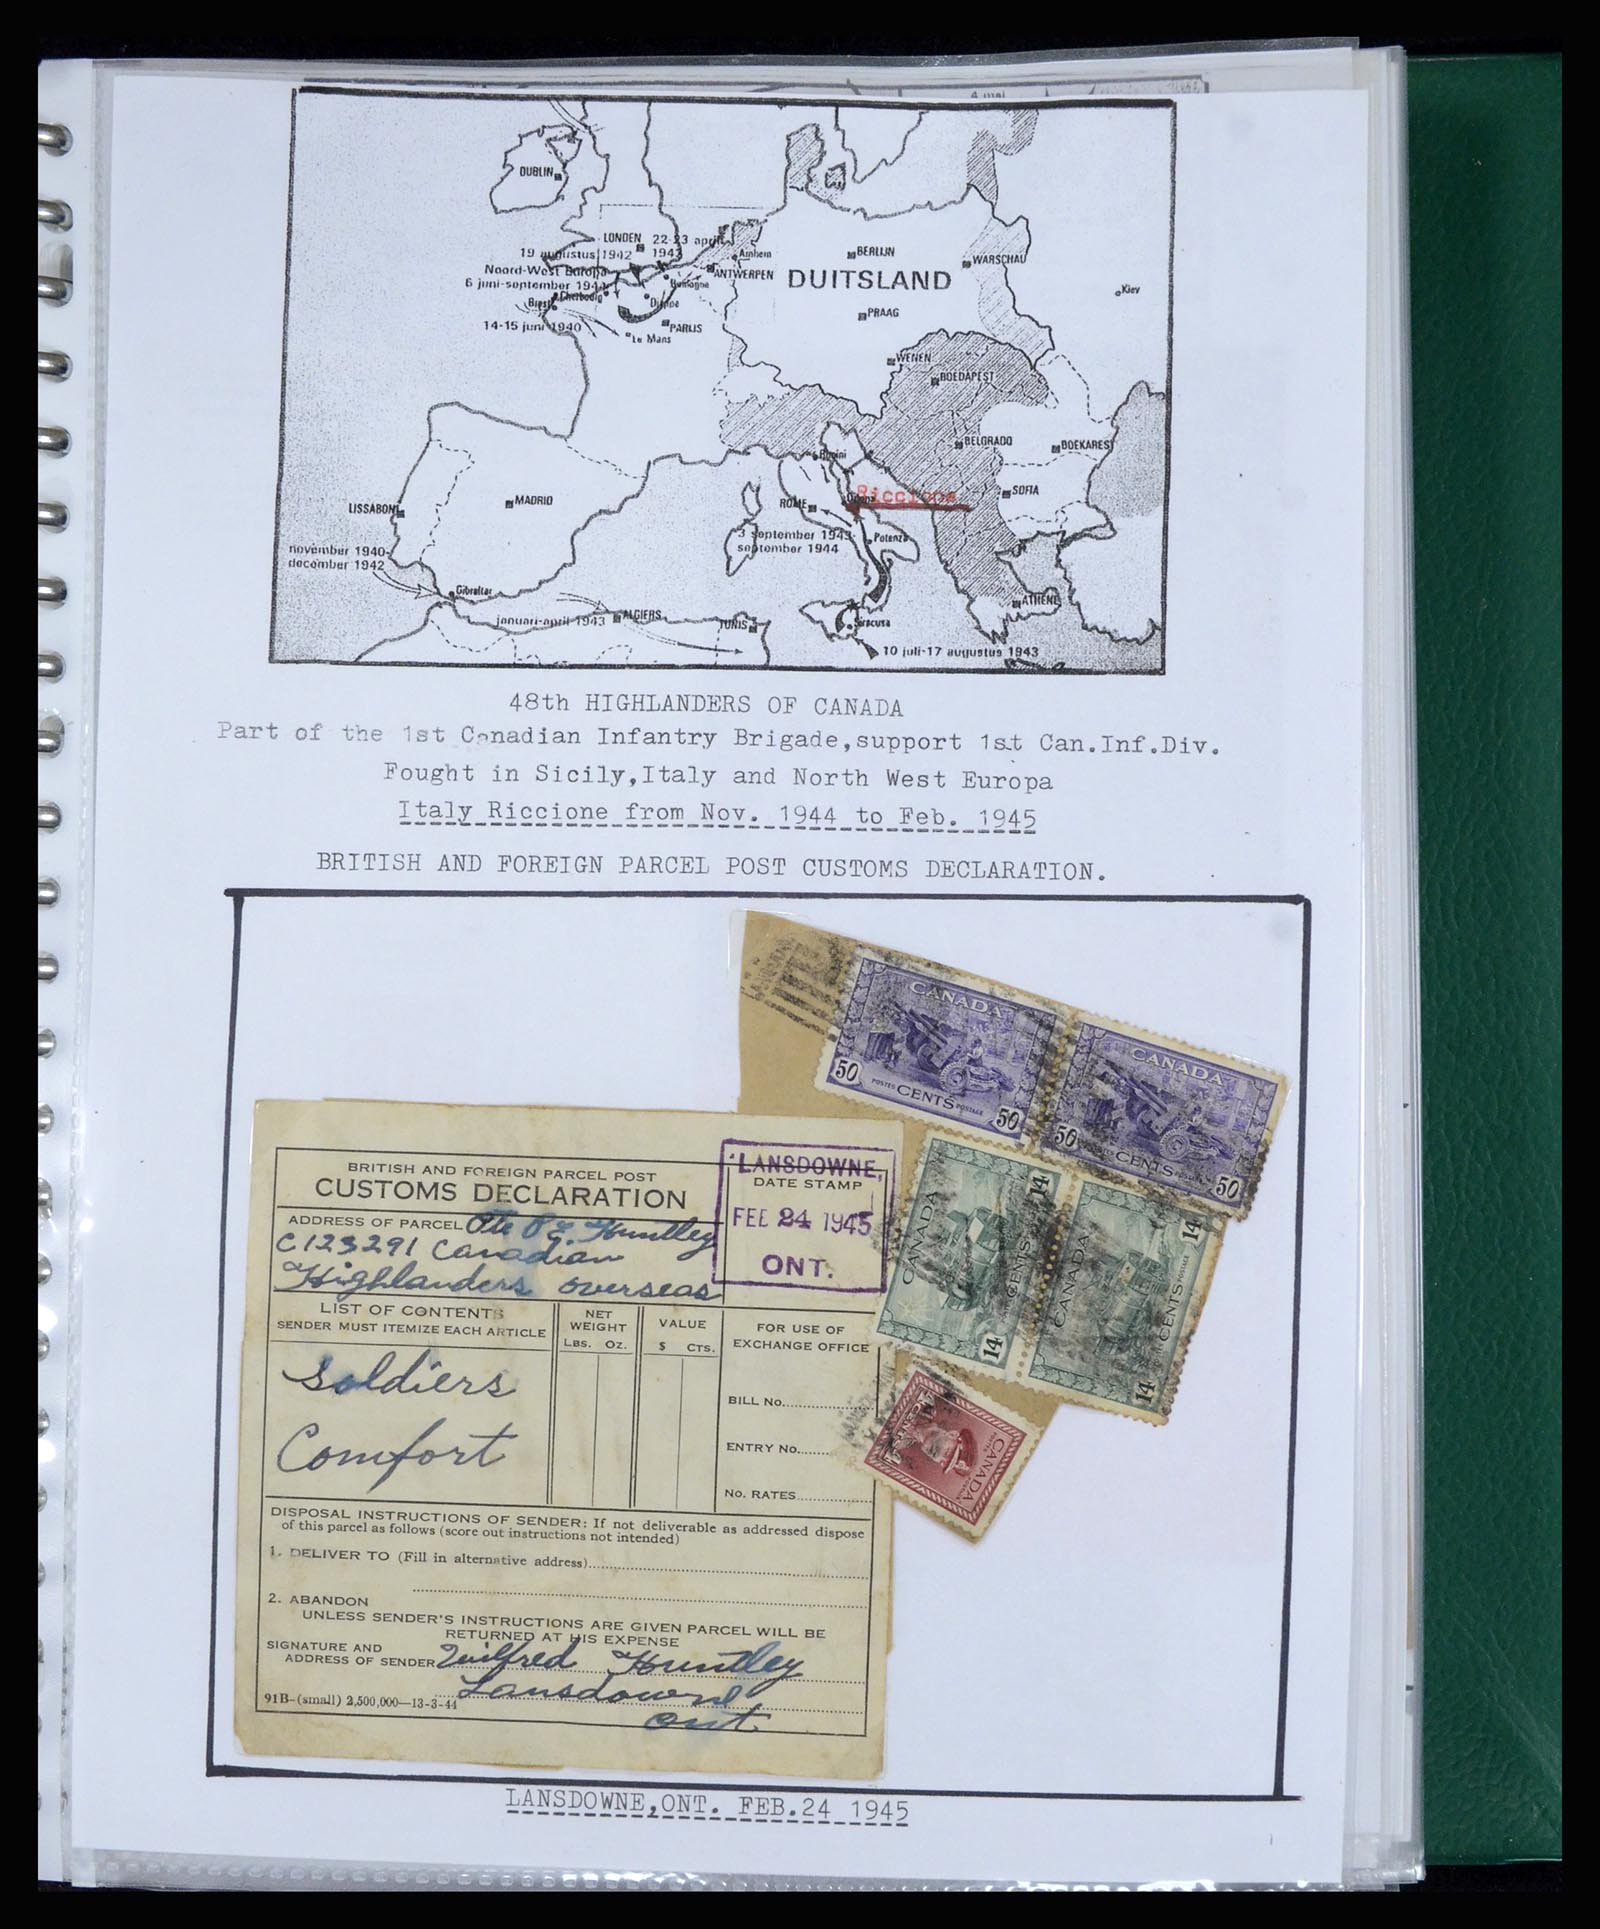 4 mei
DUBLIN
LONDEN 22-23 april
19 augustus 1942 1943
Arnhem
BERLIJN
WARSCHAU
Noord-West Europa
ANTWERPEN
DUITSLAND
6 juni-september 1944
Cherbourg
Boulogne
Kiev
Brest
Dieppe
PRAAG
14-15 juni 1940
PARIJS
Le Mans
WENEN
BOEDAPEST
BELGRADO
BOEKAREST
Rimini
Riccione
SOFIA
LISSABON
MADRID
ROME
3 september 1943-
september 1944
Potenza
november 1940-
december 1942
Gibraltar
ATHENE
januari-april 1943
ALGIERS
TUNIS
Siracusa
10 juli-17 augustus 1943
48th HIGHLANDERS OF CANADA
Part of the 1st Canadian Infantry Brigade,support 1st Can.Inf.Div.
Fought in Sicily,Italy and North West Europa
Italy Riccione from Nov. 1944 to Feb. 1945
BRITISH AND FOREIGN PARCEL POST CUSTOMS DECLARATION.
CANADA
50 POSTES CENTS POSTAGE 50
CANADA
50 CENTS POSTAGE 50
CANADA
14 CENTS 14
CANADA
14 CENTS POSTAGE 14
CANADA
BRITISH AND FOREIGN PARCEL POST
CUSTOMS DECLARATION
LANSDOWNE,
DATE STAMP
FEB 24 1945
ONT.
ADDRESS OF PARCEL Pte P E Huntley
C123291 Canadian
Highlanders overseas
LIST OF CONTENTS
SENDER MUST ITEMIZE EACH ARTICLE
NET
WEIGHT
LBS. OZ.
VALUE
$ CTS.
FOR USE OF
EXCHANGE OFFICE
Soldiers
Comfort
BILL No.
ENTRY No.
No. RATES
DISPOSAL INSTRUCTIONS OF SENDER: If not deliverable as addressed dispose
of this parcel as follows (score out instructions not intended)
1. DELIVER TO (Fill in alternative address)
2. ABANDON
UNLESS SENDER'S INSTRUCTIONS ARE GIVEN PARCEL WILL BE
RETURNED AT HIS EXPENSE
SIGNATURE AND
ADDRESS OF SENDER Wilfred Huntley
Lansdowne
Ont
91B-(small) 2,500,000—13-3-44
LANSDOWNE,ONT. FEB.24 1945